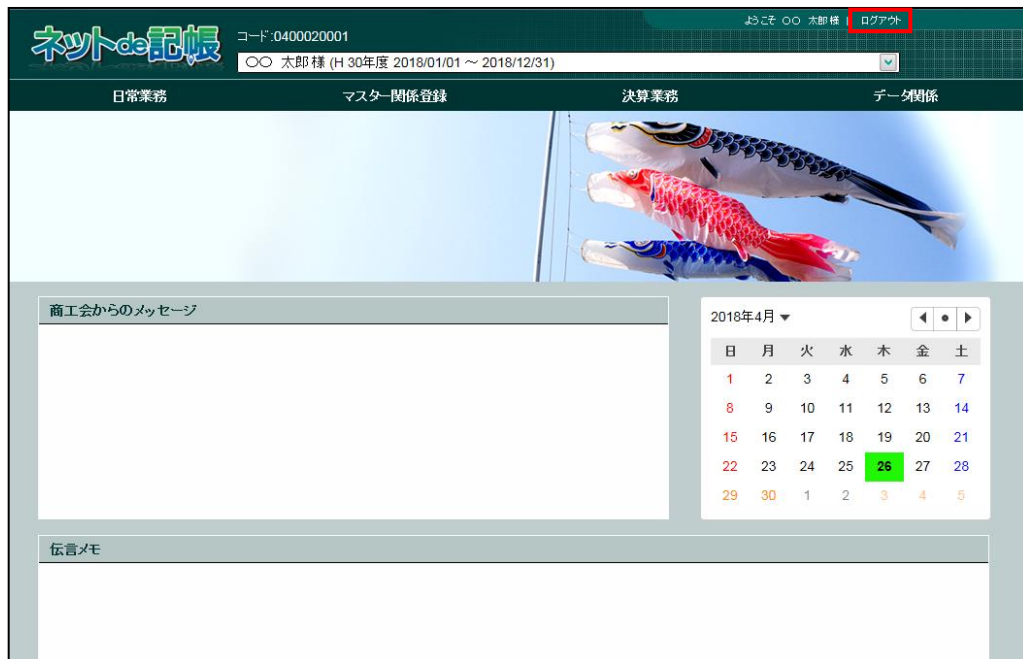 ようこそ 〇〇 太郎 様 | ログアウト
ネットde記帳
コード:0400020001
〇〇 太郎 様 (H 30年度 2018/01/01 ～ 2018/12/31)
日常業務 マスター関係登録 決算業務 データ関係
商工会からのメッセージ
2018年4月
日 月 火 水 木 金 土
1 2 3 4 5 6 7
8 9 10 11 12 13 14
15 16 17 18 19 20 21
22 23 24 25 26 27 28
29 30 1 2 3 4 5
伝言メモ